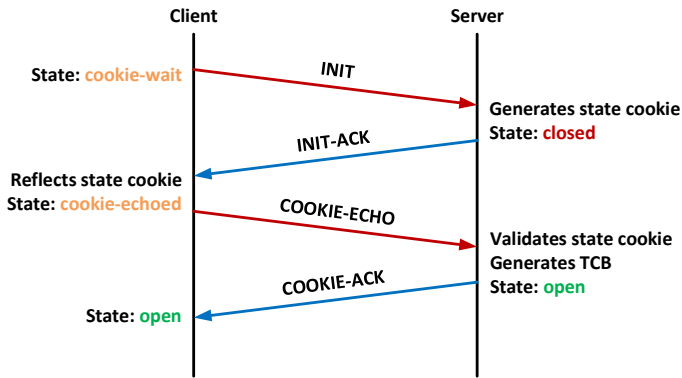 Client
Server
State: cookie-wait
INIT
Generates state cookie
State: closed
INIT-ACK
Reflects state cookie
State: cookie-echoed
COOKIE-ECHO
Validates state cookie
Generates TCB
State: open
COOKIE-ACK
State: open